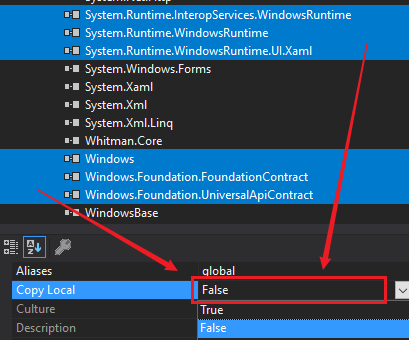 System.Runtime.InteropServices.WindowsRuntime
System.Runtime.WindowsRuntime
System.Runtime.WindowsRuntime.UI.Xaml
System.Windows.Forms
System.Xaml
System.Xml
System.Xml.Linq
Whitman.Core
Windows
Windows.Foundation.FoundationContract
Windows.Foundation.UniversalApiContract
WindowsBase
Aliases global
Copy Local False
Culture True
Description False